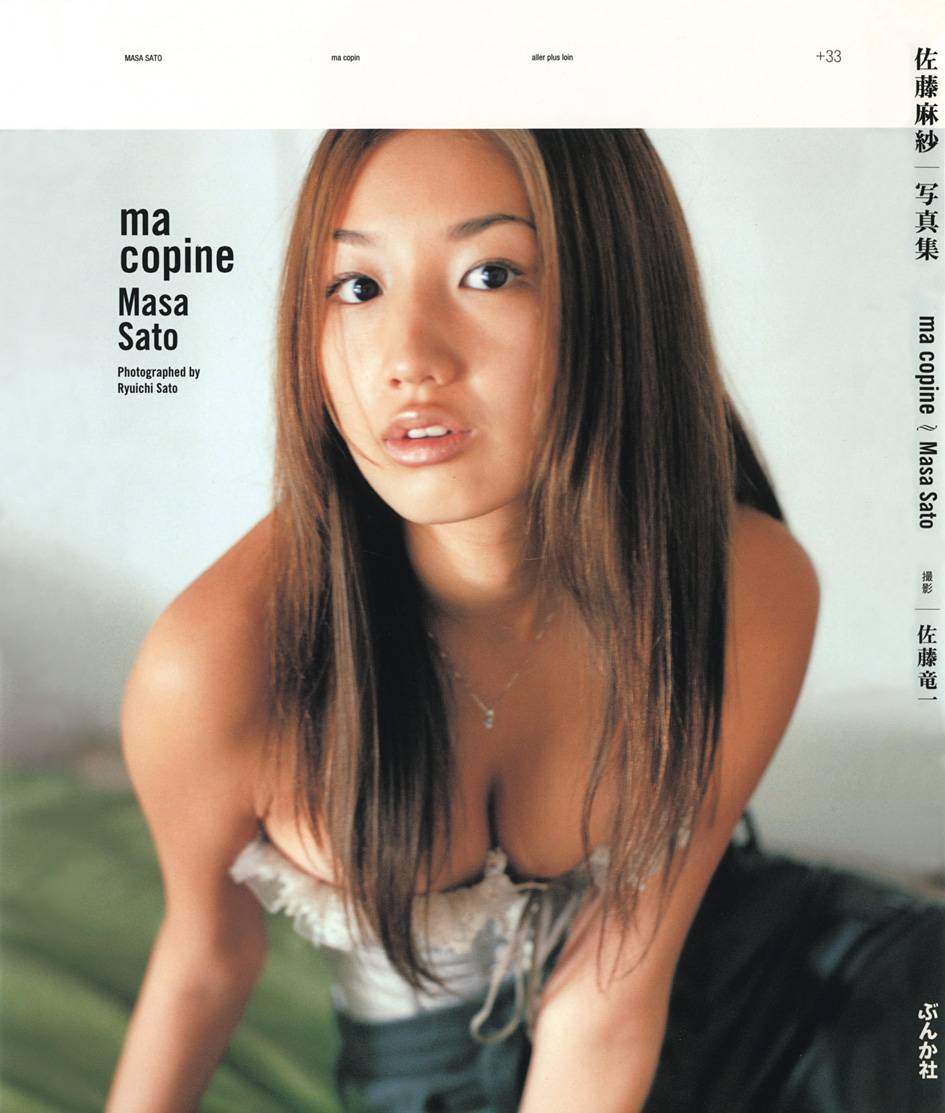 MASA SATO
ma copin
aller plus loin
+33
ma
copine
Masa
Sato
Photographed by
Ryuichi Sato
佐藤麻紗 写真集
ma copine // Masa Sato
撮影
佐藤竜一
ぶんか社